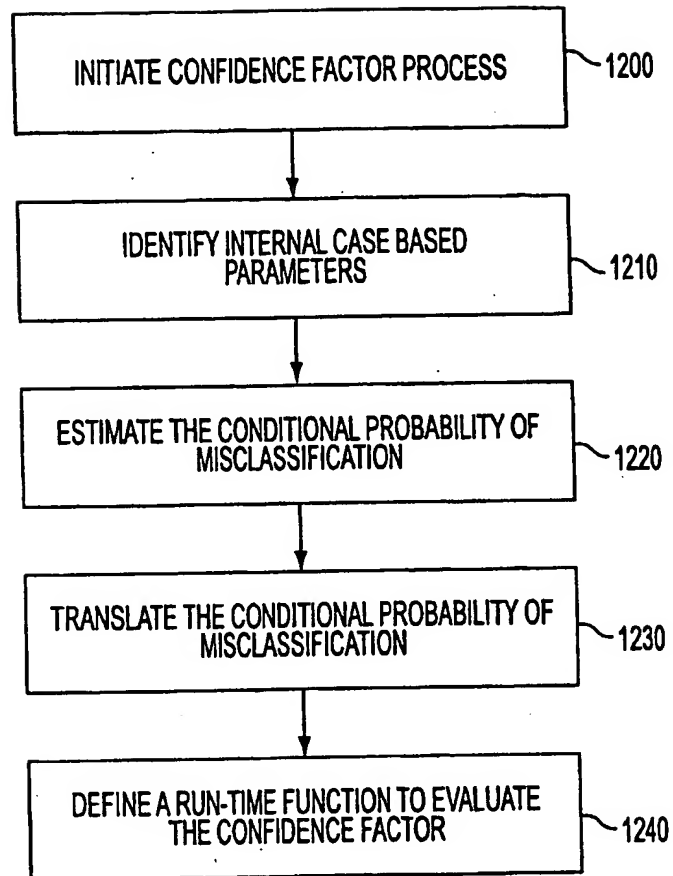 INITIATE CONFIDENCE FACTOR PROCESS
1200
IDENTIFY INTERNAL CASE BASED
PARAMETERS
1210
ESTIMATE THE CONDITIONAL PROBABILITY OF
MISCLASSIFICATION
1220
TRANSLATE THE CONDITIONAL PROBABILITY OF
MISCLASSIFICATION
1230
DEFINE A RUN-TIME FUNCTION TO EVALUATE
THE CONFIDENCE FACTOR
1240